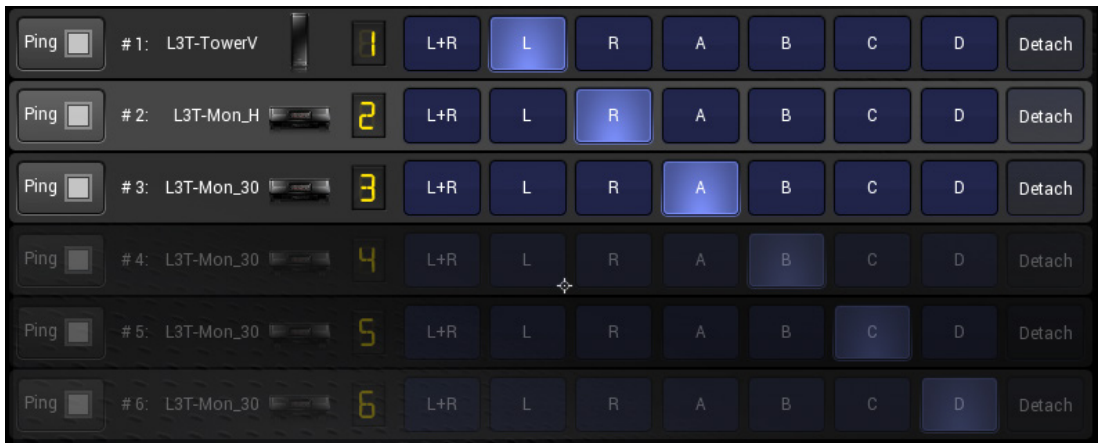 Ping #1: L3T-TowerV 1 L+R L R A B C D Detach
Ping #2: L3T-Mon_H 2 L+R L R A B C D Detach
Ping #3: L3T-Mon_30 3 L+R L R A B C D Detach
Ping #4: L3T-Mon_30 4 L+R L R A B C D Detach
Ping #5: L3T-Mon_30 5 L+R L R A B C D Detach
Ping #6: L3T-Mon_30 6 L+R L R A B C D Detach